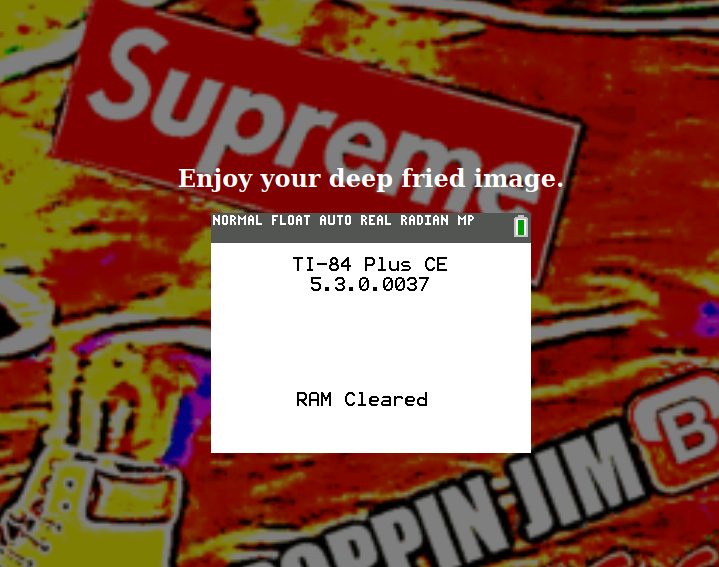 Supreme
Enjoy your deep fried image.
NORMAL FLOAT AUTO REAL RADIAN MP
TI-84 Plus CE
5.3.0.0037
RAM Cleared
B
OPPIN JIM